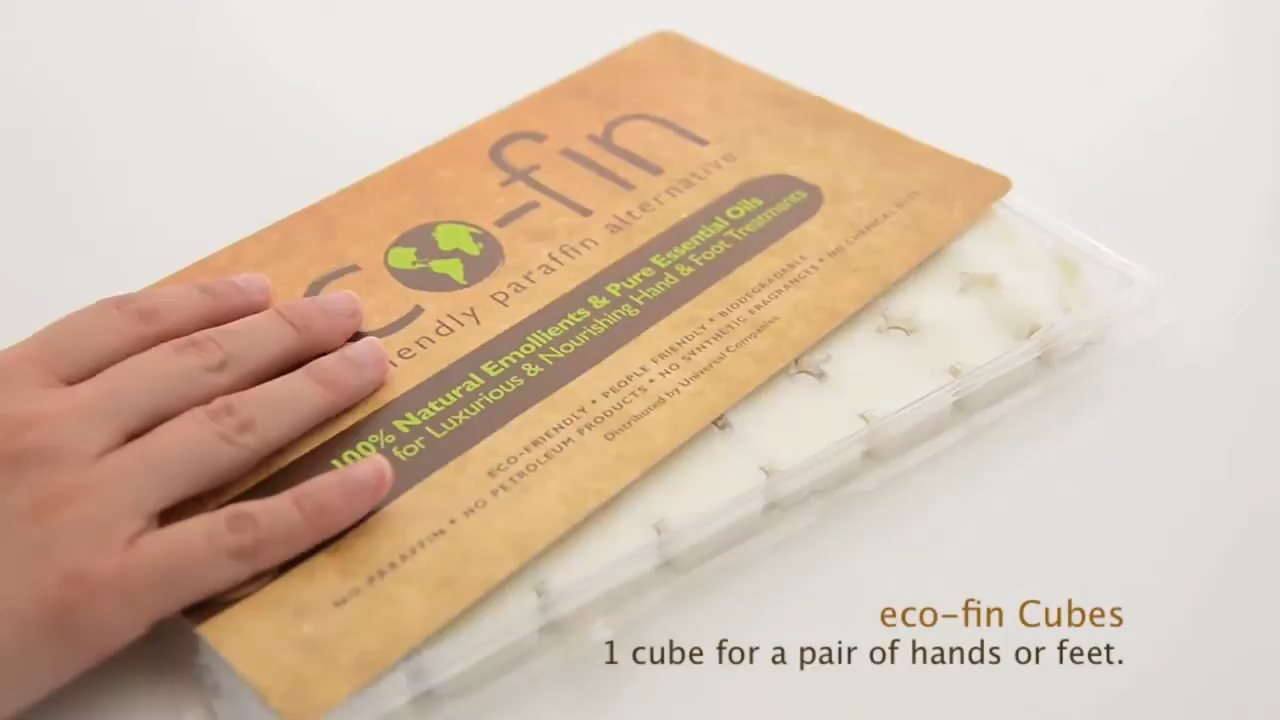 eco-fin
friendly paraffin alternative
100% Natural Emollients & Pure Essential Oils
for Luxurious & Nourishing Hand & Foot Treatments
ECO-FRIENDLY • PEOPLE FRIENDLY • BIODEGRADABLE
NO PARAFFIN • NO PETROLEUM PRODUCTS • NO SYNTHETIC FRAGRANCES • NO CHEMICAL
Distributed by Universal Companies
eco-fin Cubes
1 cube for a pair of hands or feet.